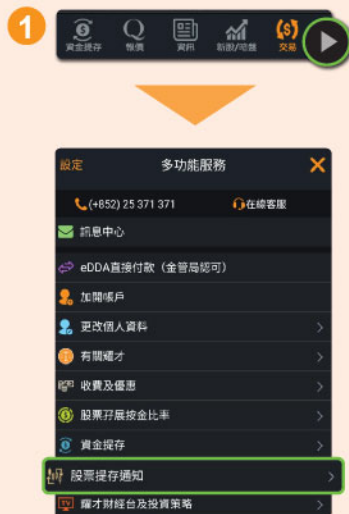 1
資金提存 報價 資訊 新股/暗盤 交易
設定 多功能服務 X
(+852) 25 371 371 在線客服
訊息中心
eDDA直接付款（金管局認可）
加開帳戶
更改個人資料
有關耀才
收費及優惠
股票孖展按金比率
資金提存
股票提存通知
耀才財經台及投資策略